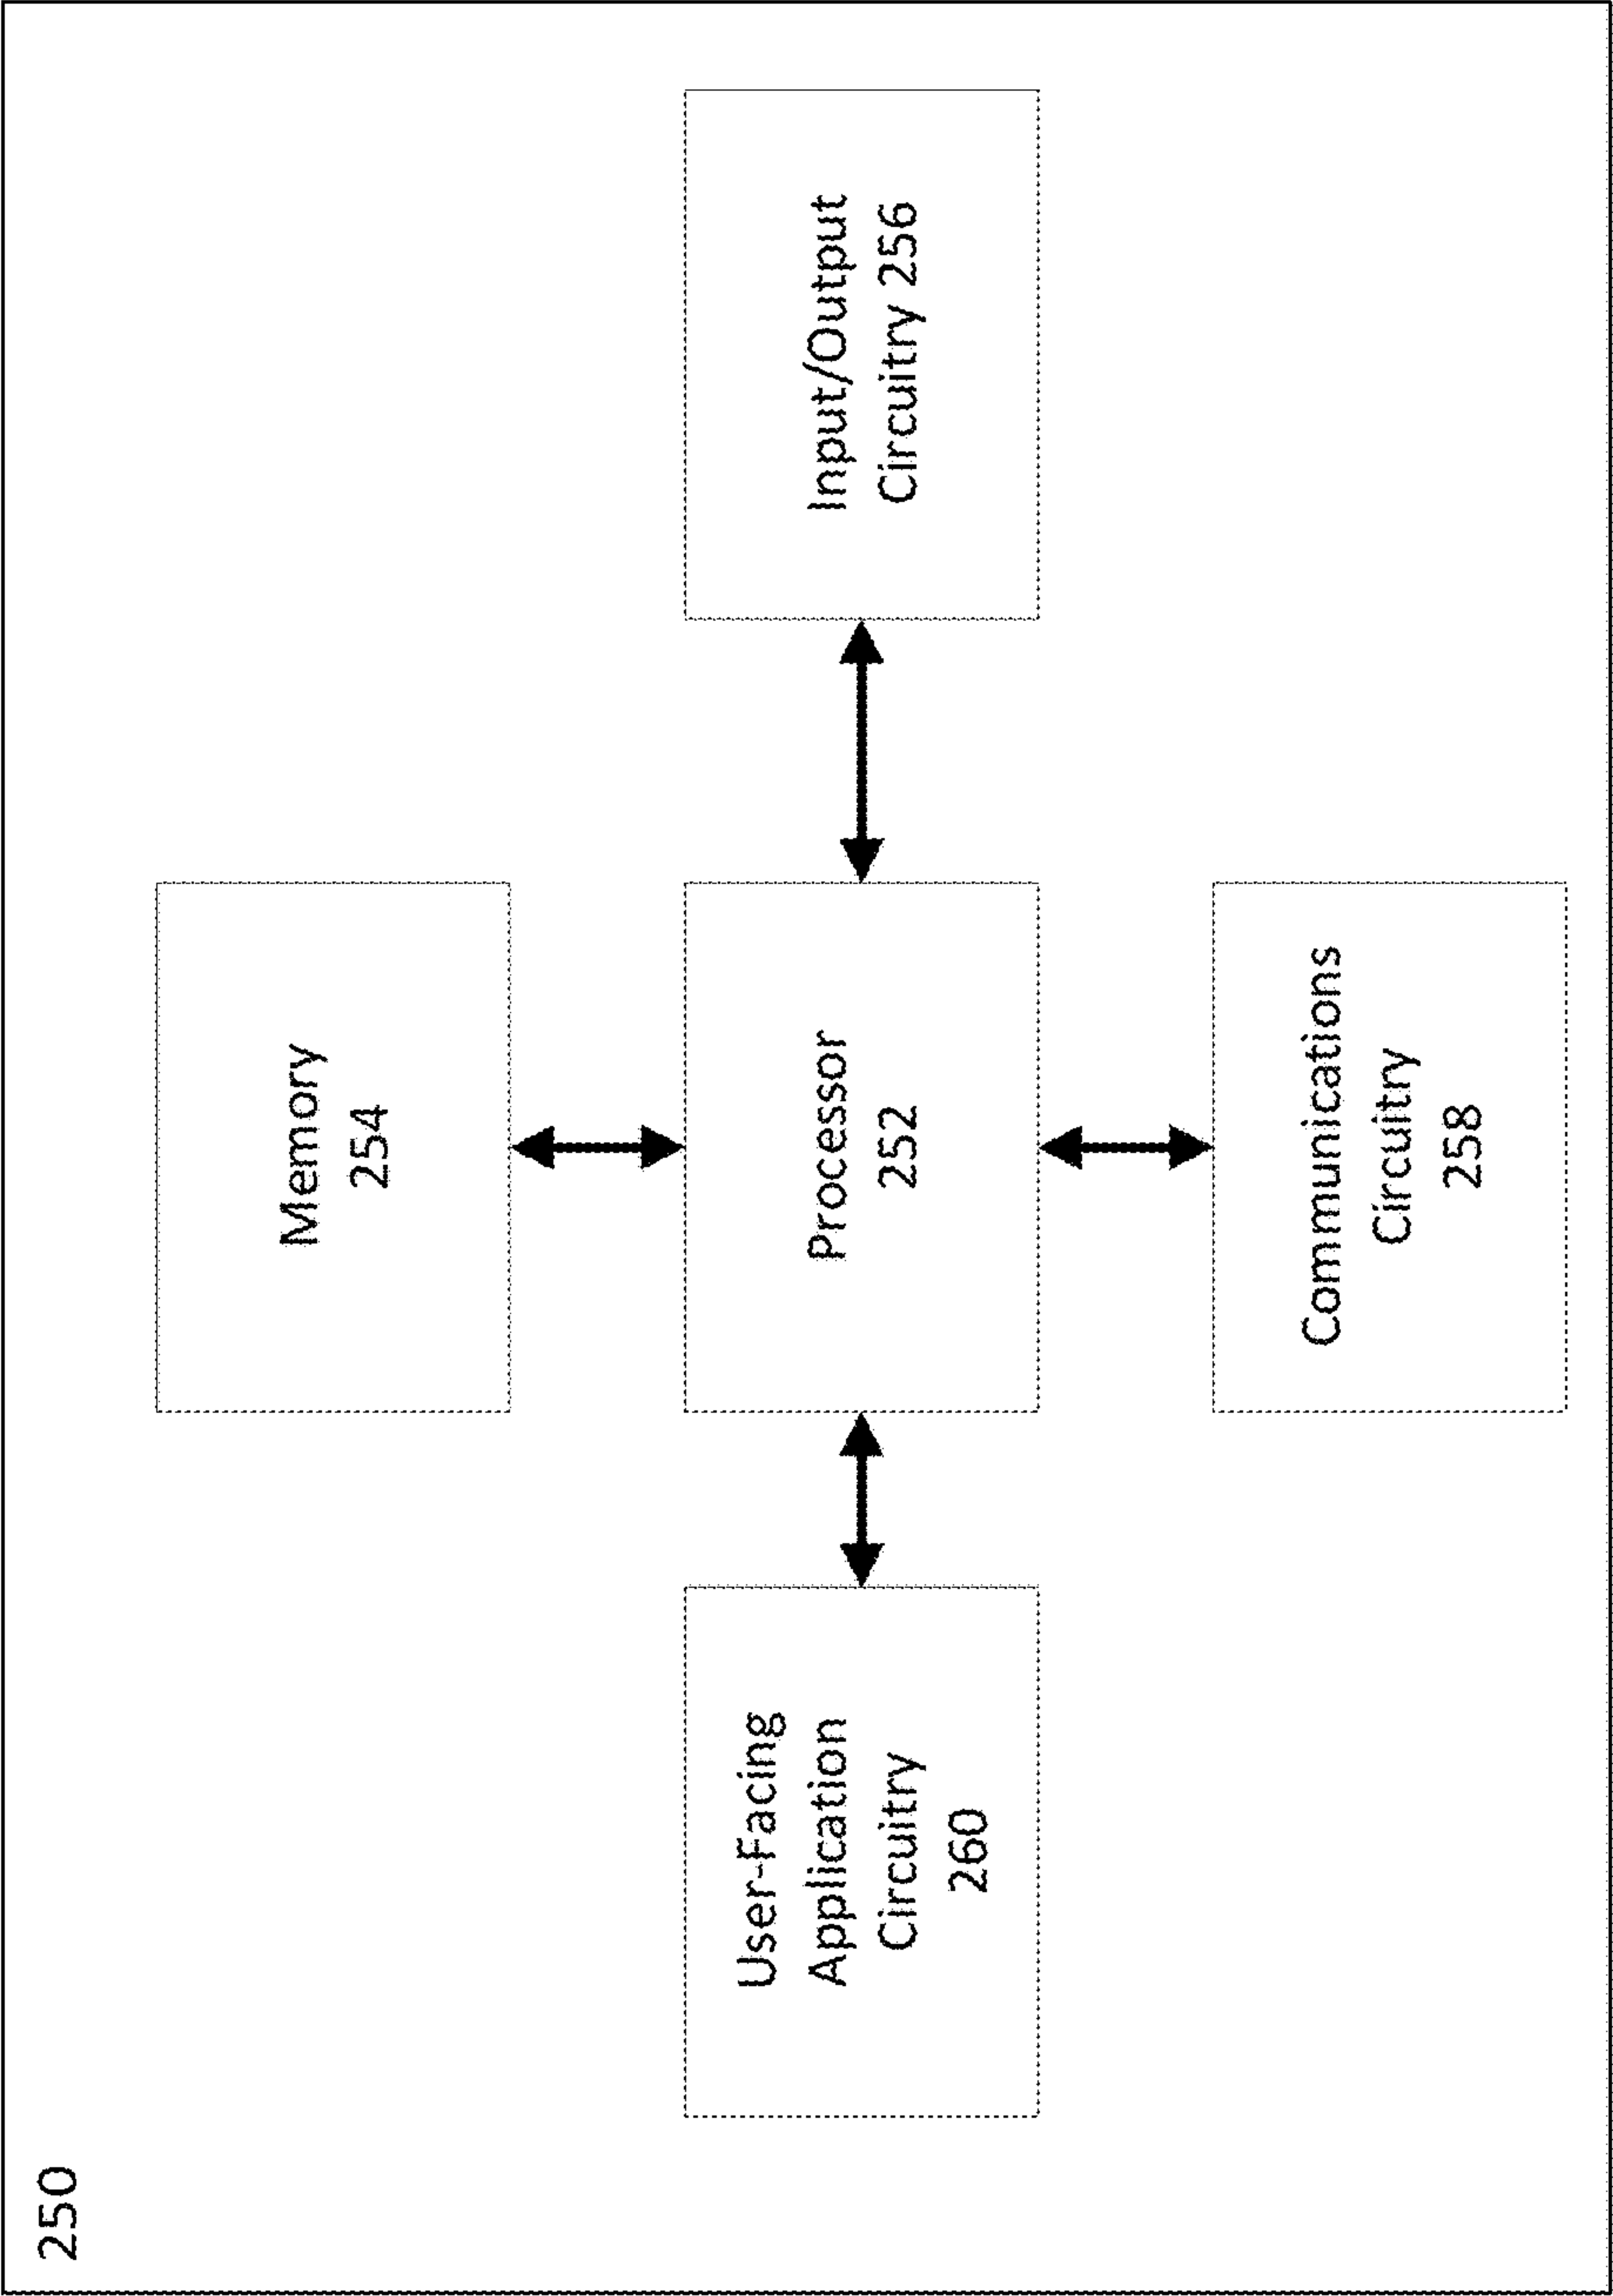 250
Memory
254
User-Facing
Application
Circuitry
260
Processor
252
Input/Output
Circuitry 256
Communications
Circuitry
258